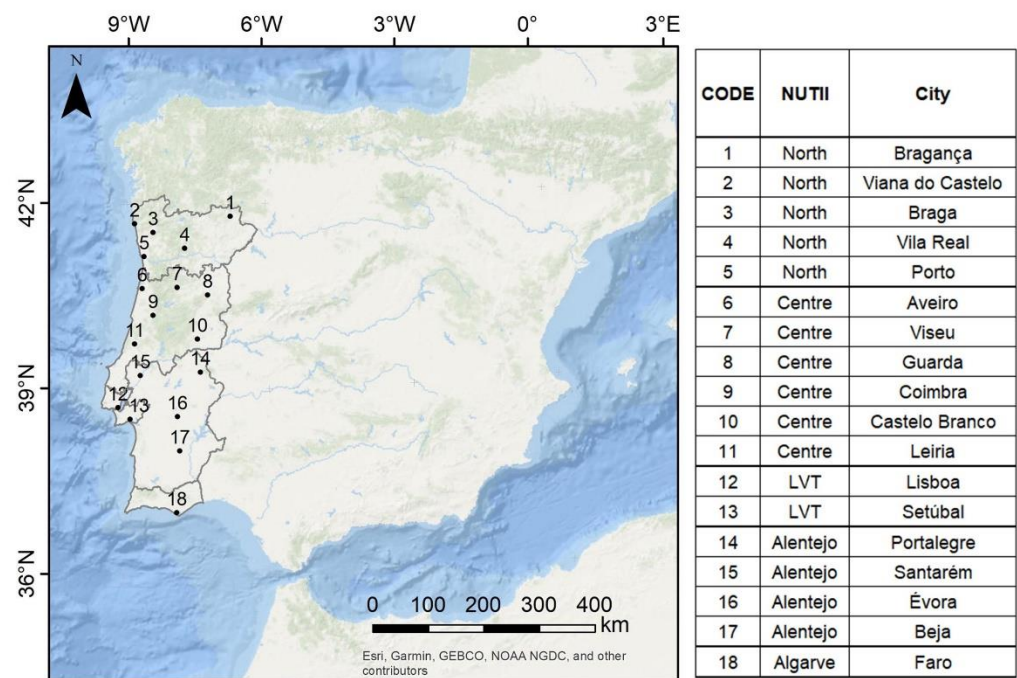 9°W 6°W 3°W 0° 3°E
N
42°N
39°N
36°N
1
2
3
4
5
6
7
8
9
10
11
14
15
12
13
16
17
18
0 100 200 300 400
km
Esri, Garmin, GEBCO, NOAA NGDC, and other
contributors
CODE NUTII City
1 North Bragança
2 North Viana do Castelo
3 North Braga
4 North Vila Real
5 North Porto
6 Centre Aveiro
7 Centre Viseu
8 Centre Guarda
9 Centre Coimbra
10 Centre Castelo Branco
11 Centre Leiria
12 LVT Lisboa
13 LVT Setúbal
14 Alentejo Portalegre
15 Alentejo Santarém
16 Alentejo Évora
17 Alentejo Beja
18 Algarve Faro